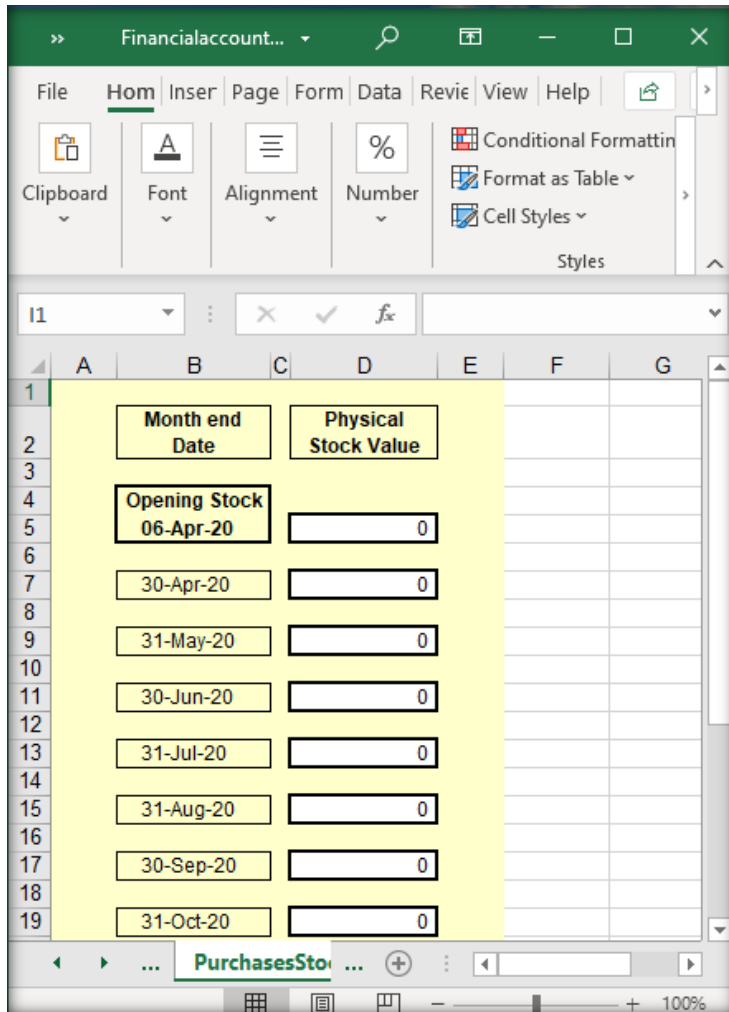 » Financialaccount...
File Hom Inser Page Form Data Revie View Help
Conditional Formattin
Format as Table
Cell Styles
Clipboard Font Alignment Number
Styles
I1 fx
A B C D E F G
1
Month end Physical
2 Date Stock Value
3
4 Opening Stock
5 06-Apr-20 0
6
7 30-Apr-20 0
8
9 31-May-20 0
10
11 30-Jun-20 0
12
13 31-Jul-20 0
14
15 31-Aug-20 0
16
17 30-Sep-20 0
18
19 31-Oct-20 0
... PurchasesSto ...
100%